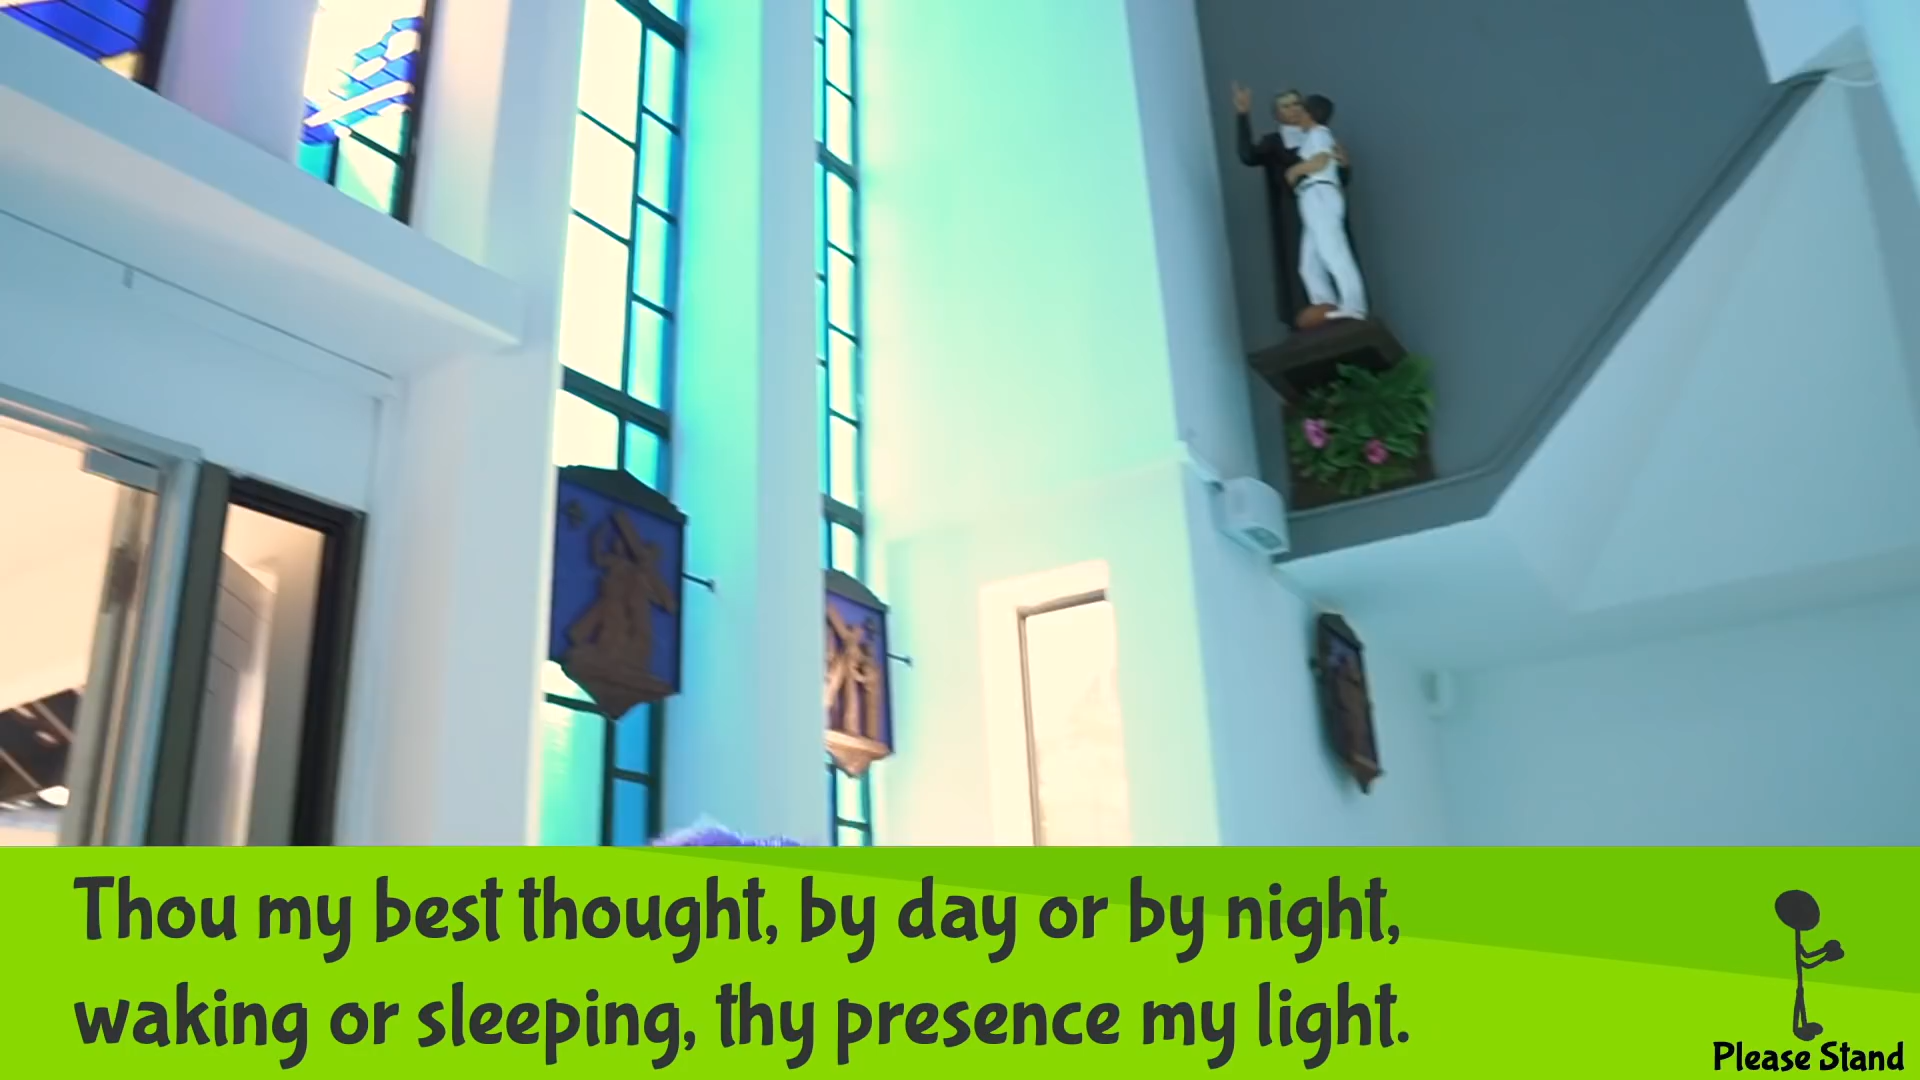 Thou my best thought, by day or by night,
waking or sleeping, thy presence my light.
Please Stand